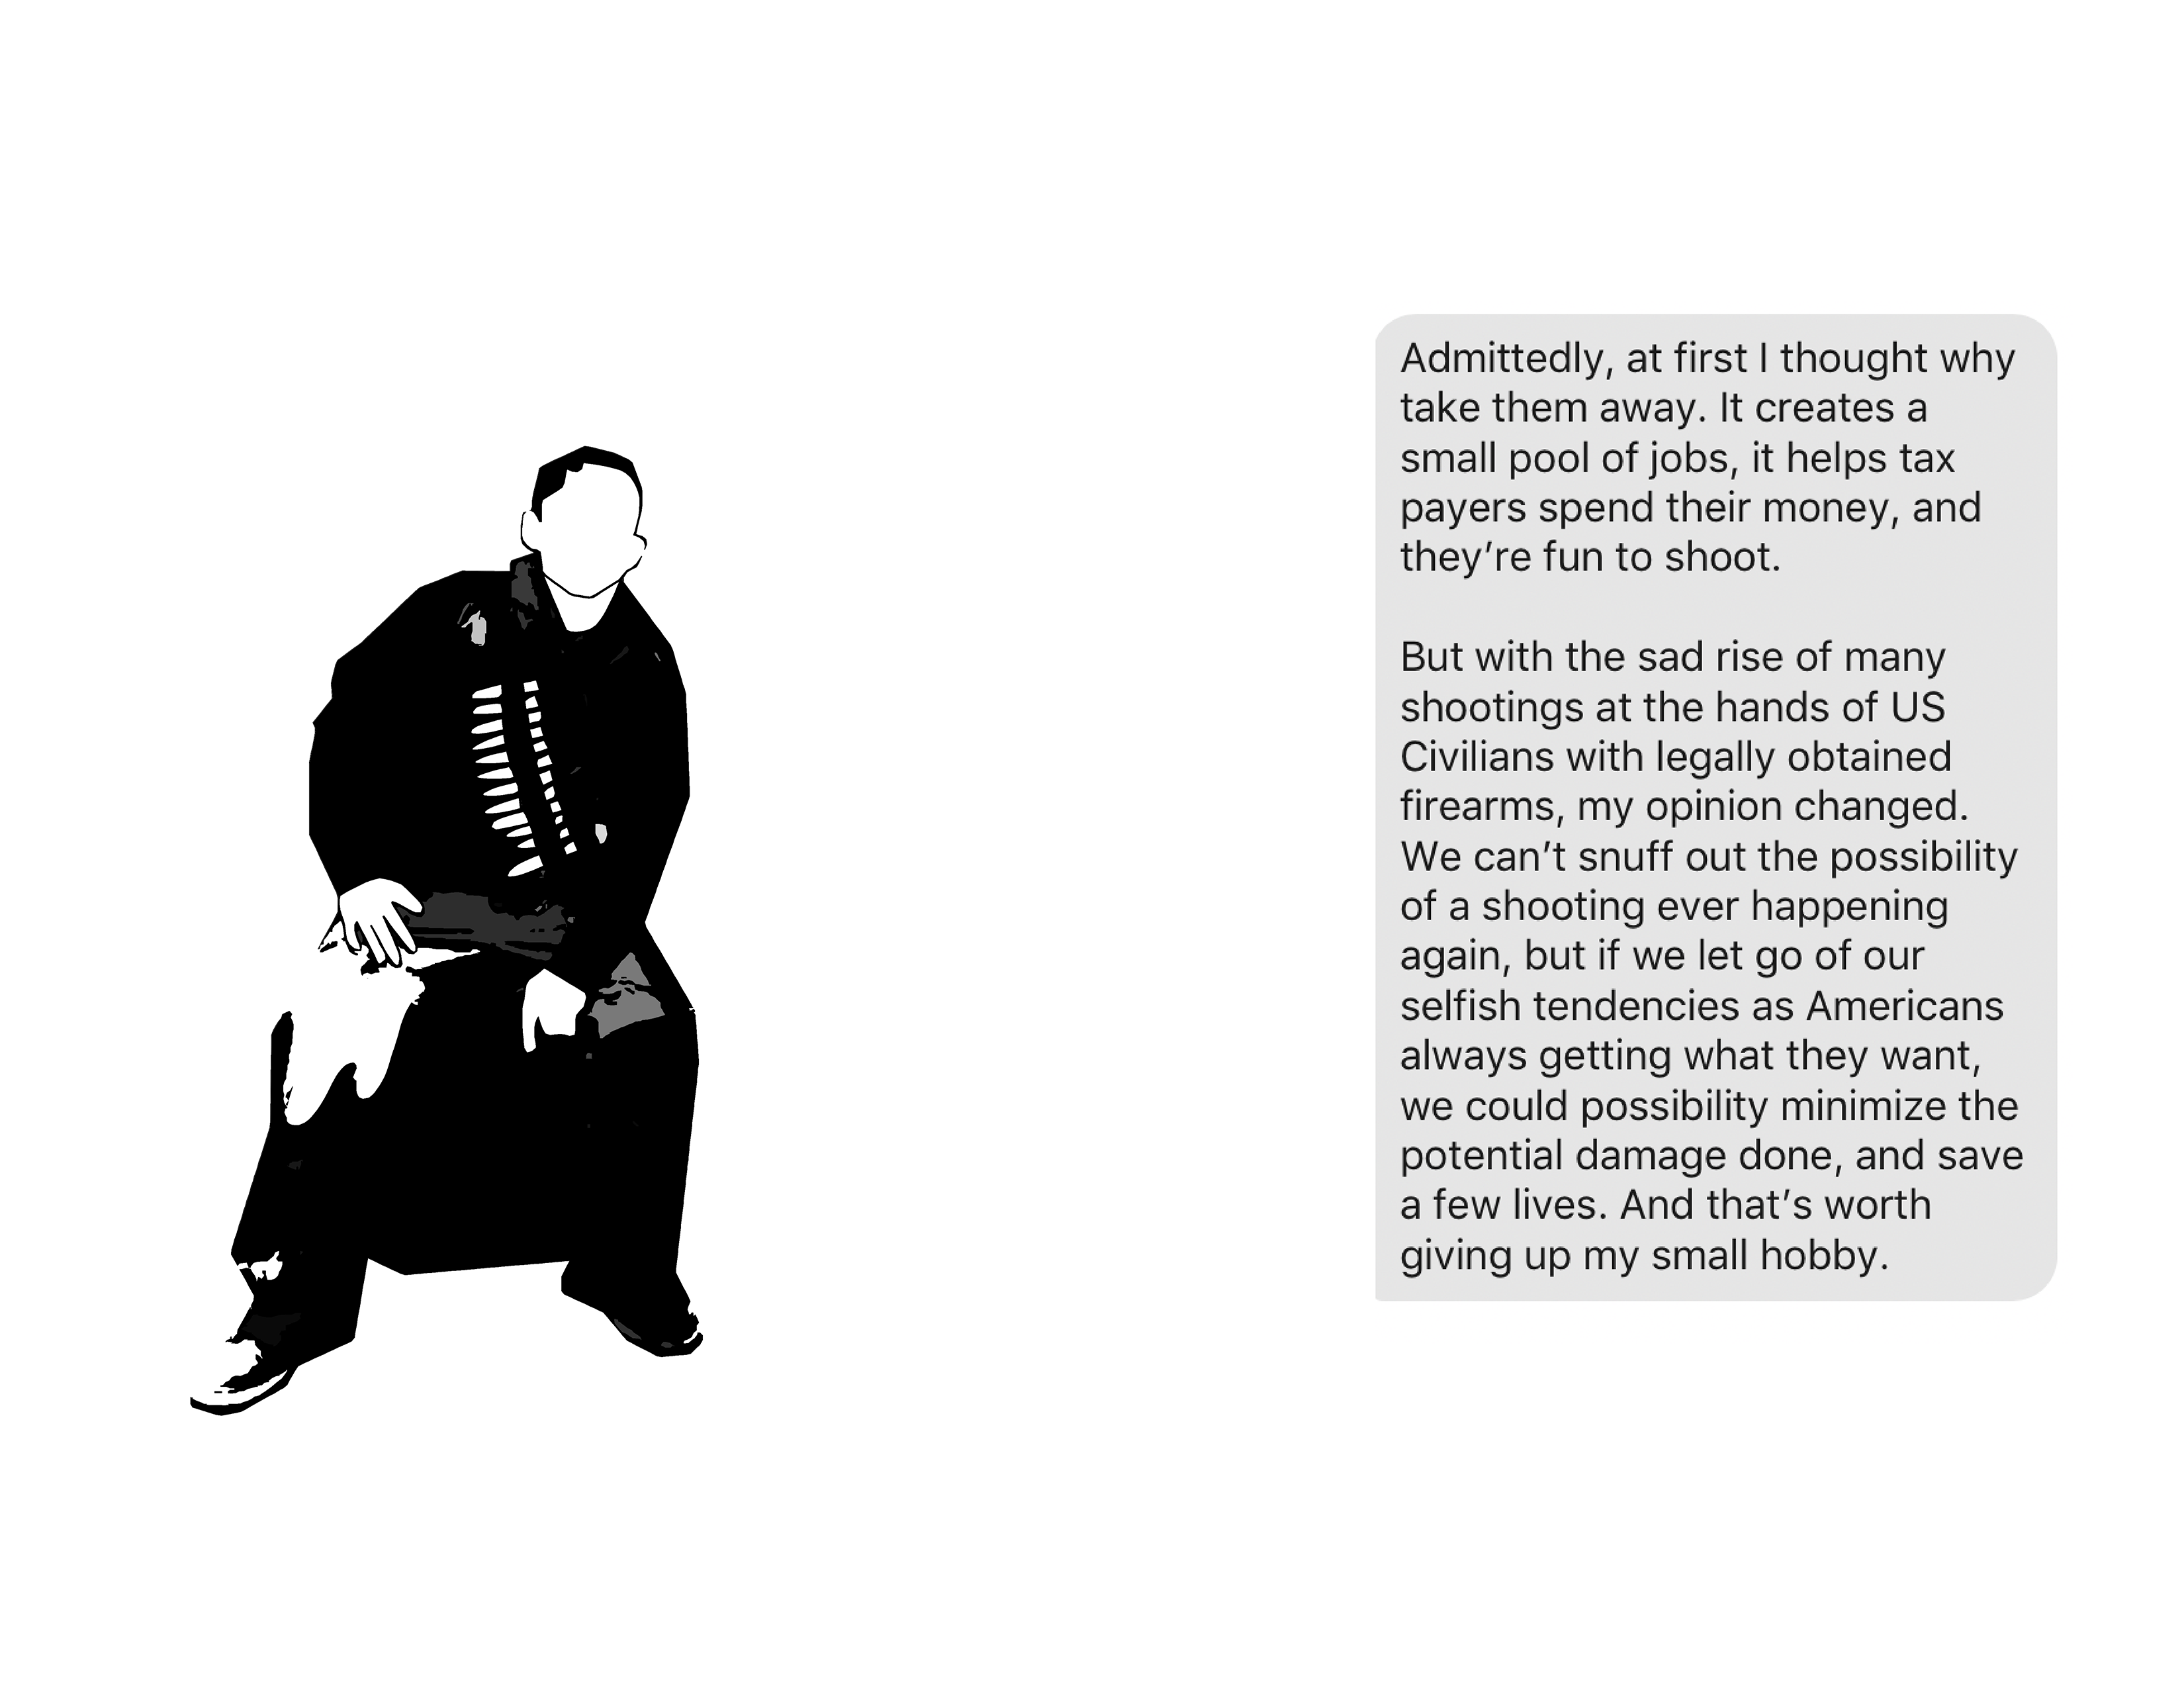 Admittedly, at first I thought why
take them away. It creates a
small pool of jobs, it helps tax
payers spend their money, and
they’re fun to shoot.
But with the sad rise of many
shootings at the hands of US
Civilians with legally obtained
firearms, my opinion changed.
We can’t snuff out the possibility
of a shooting ever happening
again, but if we let go of our
selfish tendencies as Americans
always getting what they want,
we could possibility minimize the
potential damage done, and save
a few lives. And that’s worth
giving up my small hobby.